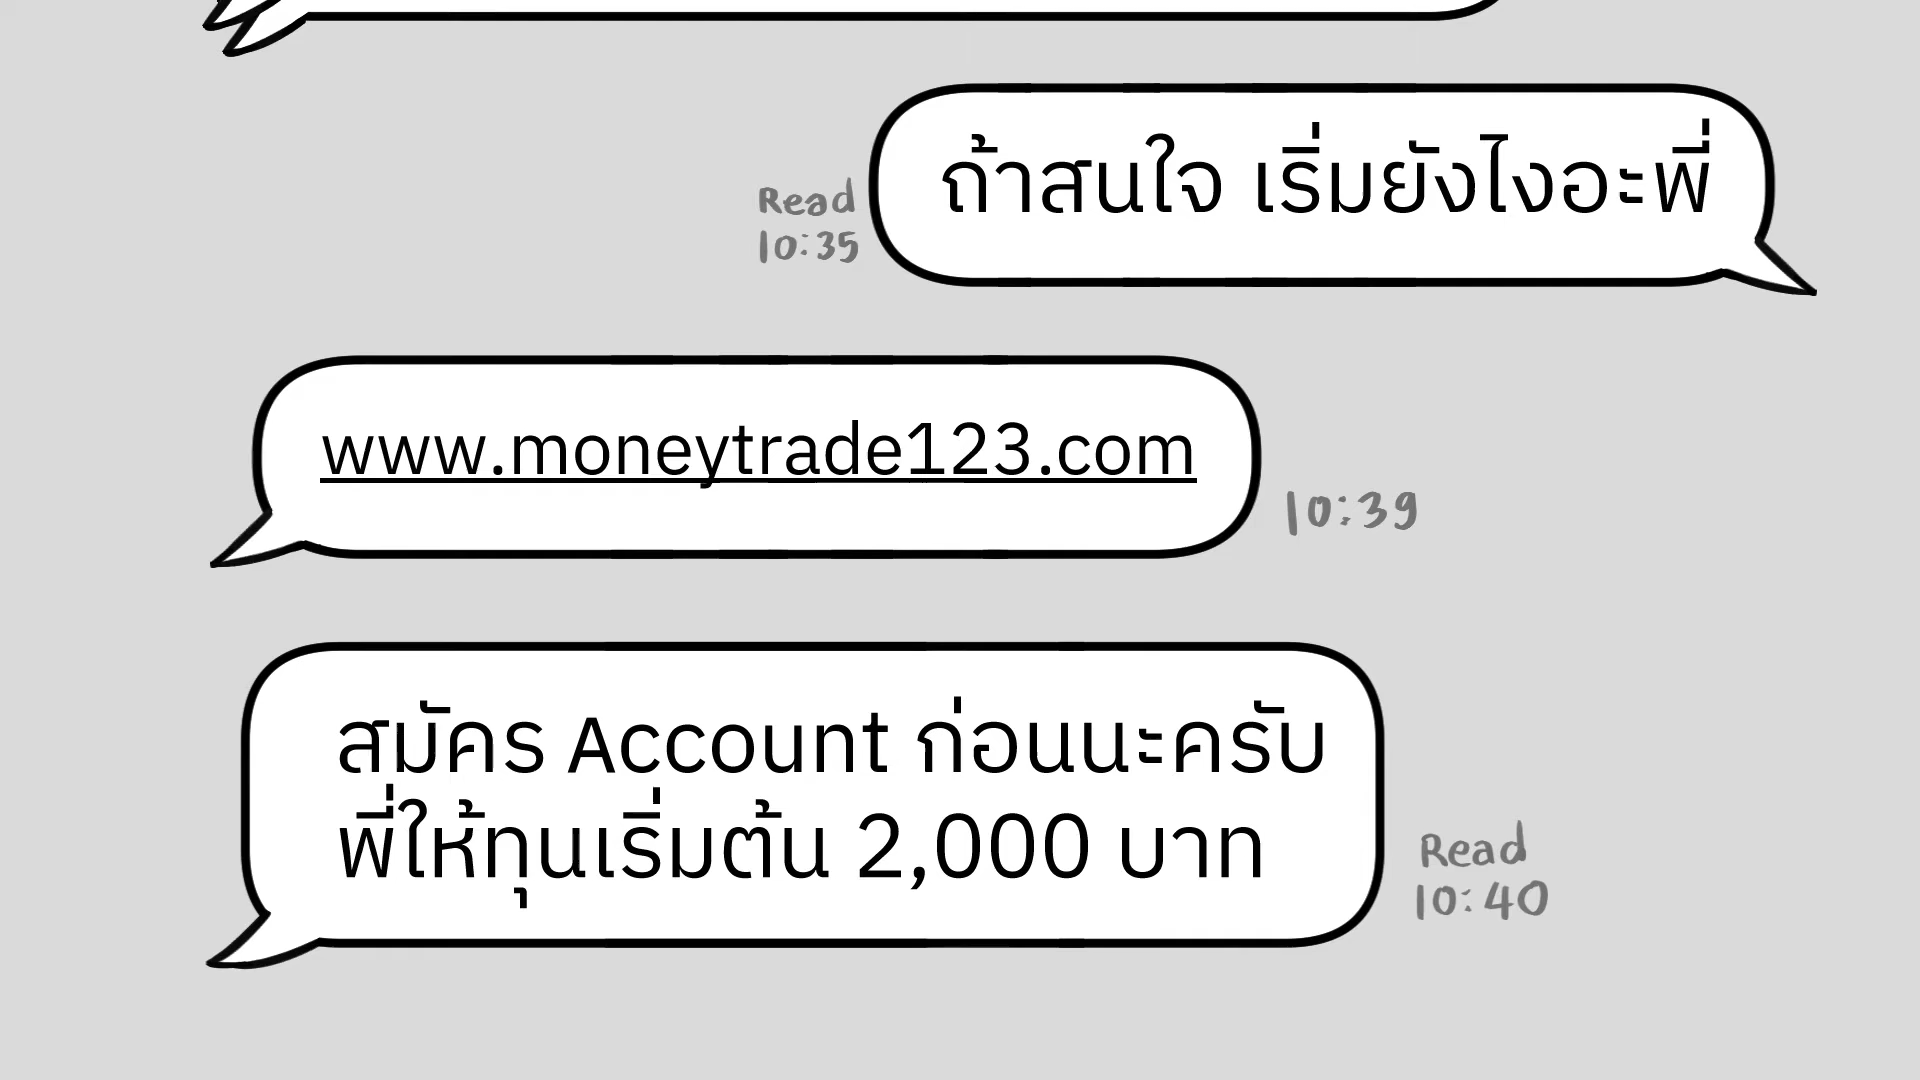 ถ้าสนใจ เริ่มยังไงอะพี่
Read
10:35
www.moneytrade123.com
10:39
สมัคร Account ก่อนนะครับ
พี่ให้ทุนเริ่มต้น 2,000 บาท
Read
10:40